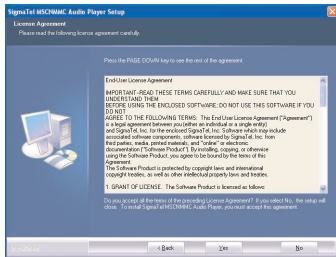 SigmaTel MSCNMMC Audio Player Setup
License Agreement
Please read the following license agreement carefully.
Press the PAGE DOWN key to see the rest of the agreement.
End-User License Agreement
IMPORTANT-READ THESE TERMS CAREFULLY AND MAKE SURE THAT YOU
UNDERSTAND THEM
BEFORE USING THE ENCLOSED SOFTWARE; DO NOT USE THIS SOFTWARE IF YOU
DO NOT
AGREE TO THE FOLLOWING TERMS: This End User License Agreement ("Agreement")
is a legal agreement between you (either an individual or a single entity)
and SigmaTel, Inc. for the enclosed SigmaTel, Inc. Software which may include
associated software components, software licensed by SigmaTel, Inc. from
third parties, media, printed materials, and "online" or electronic
documentation ("Software Product"). By installing, copying, or otherwise
using the Software Product, you agree to be bound by the terms of this
Agreement.
The Software Product is protected by copyright laws and international
copyright treaties, as well as other intellectual property laws and treaties.
1. GRANT OF LICENSE. The Software Product is licensed as follows:
Do you accept all the terms of the preceding License Agreement? If you select No, the setup will
close. To install SigmaTel MSCNMMC Audio Player, you must accept this agreement.
< Back
Yes
No